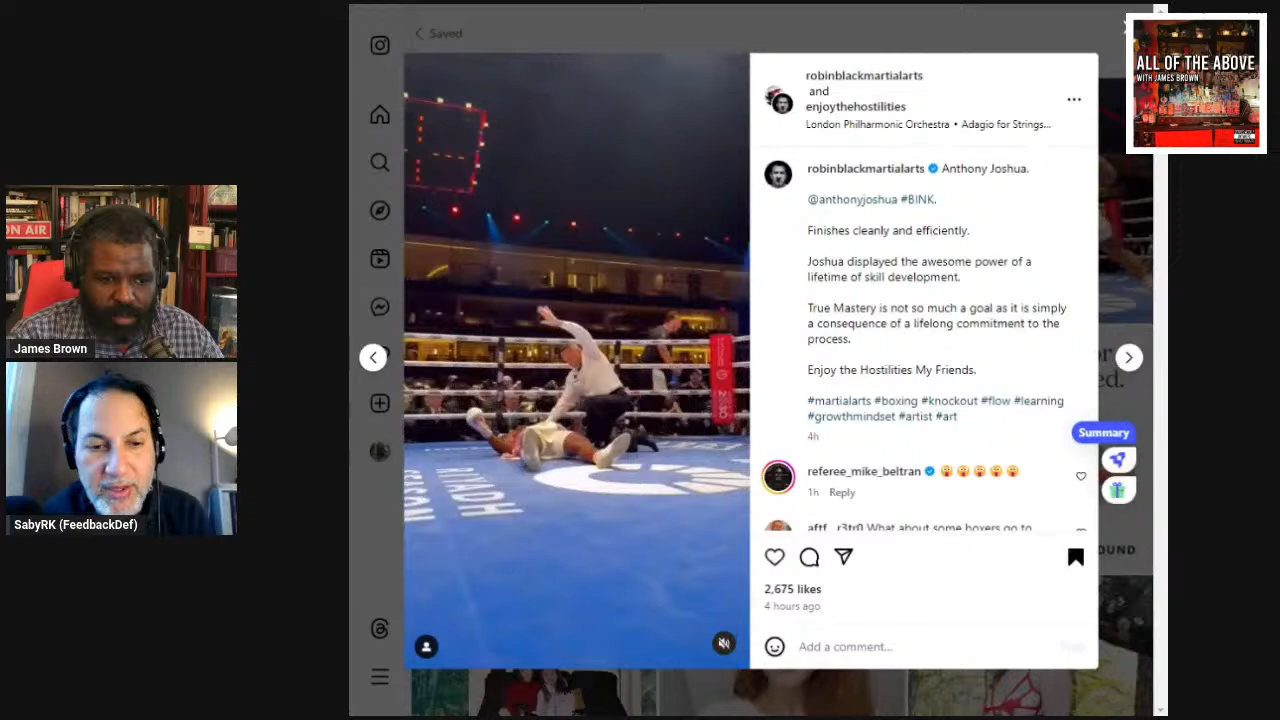 Saved
ALL OF THE ABOVE
WITH JAMES BROWN
ON AIR
James Brown
SabyRK (FeedbackDef)
RIYADH
SEASON
robinblackmartialarts
and
enjoythehostilities
London Philharmonic Orchestra • Adagio for Strings...
robinblackmartialarts Anthony Joshua.
@anthonyjoshua #BINK.
Finishes cleanly and efficiently.
Joshua displayed the awesome power of a
lifetime of skill development.
True Mastery is not so much a goal as it is simply
a consequence of a lifelong commitment to the
process.
Enjoy the Hostilities My Friends.
#martialarts #boxing #knockout #flow #learning
#growthmindset #artist #art
4h
Summary
referee_mike_beltran 😲😲😲😲😲
1h Reply
aftf_r3tr0 What about some boxers go to
OUND
2,675 likes
4 hours ago
Add a comment...